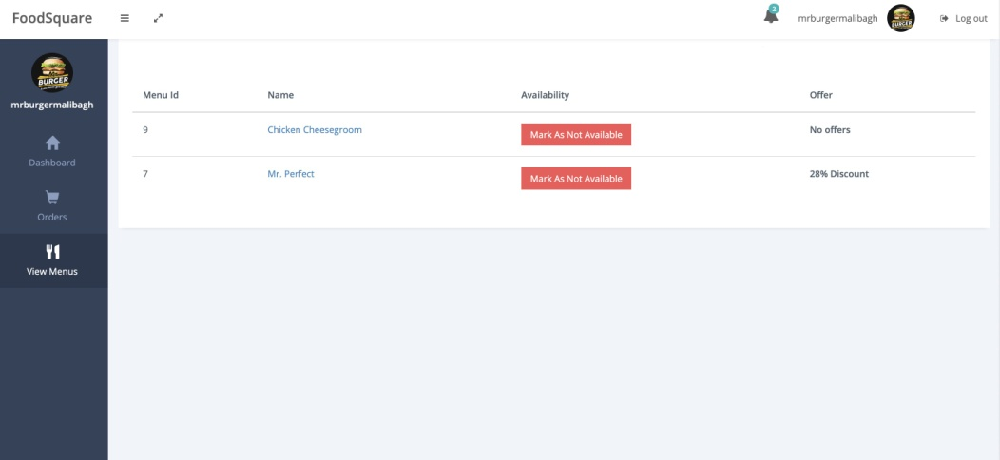 FoodSquare
2
mrburgermalibagh
Log out
BURGER
mrburgermalibagh
Dashboard
Orders
View Menus
Menu Id Name Availability Offer
9 Chicken Cheesegroom Mark As Not Available No offers
7 Mr. Perfect Mark As Not Available 28% Discount